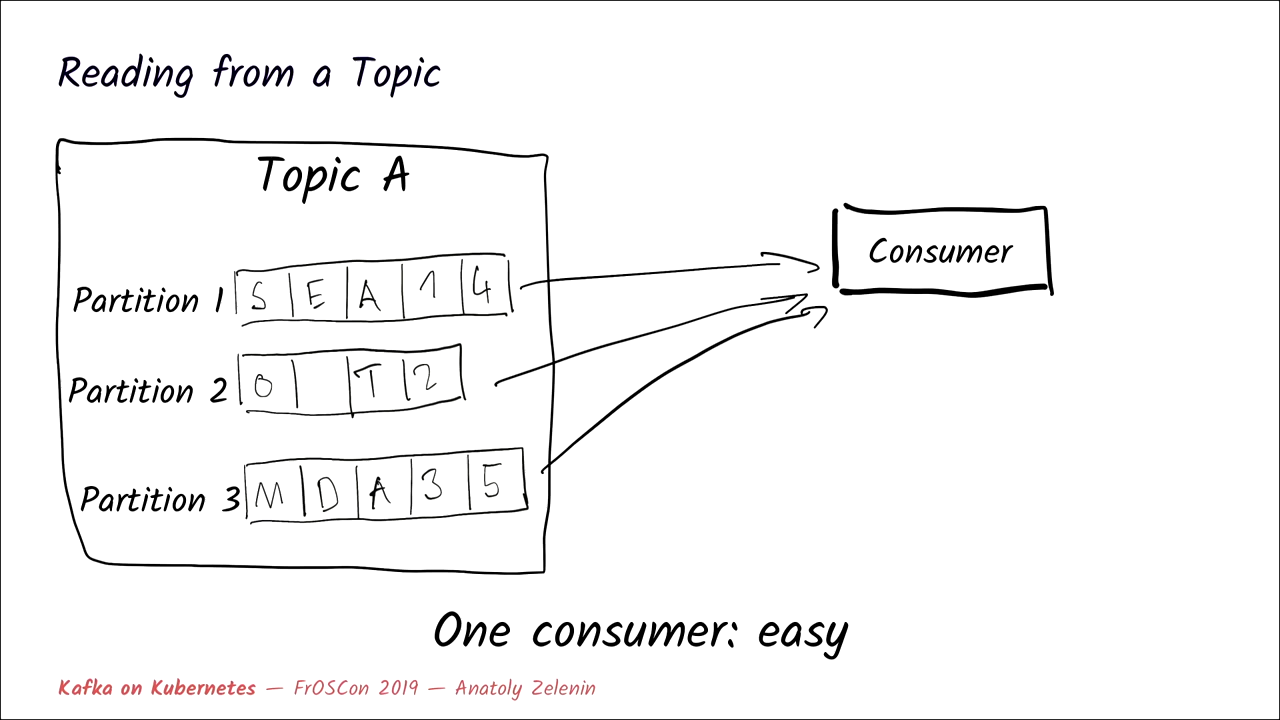 Reading from a Topic
Topic A
Partition 1 S E A 1 4
Consumer
Partition 2 0 T 2
Partition 3 M D A 3 5
One consumer: easy
Kafka on Kubernetes — FrOSCon 2019 — Anatoly Zelenin